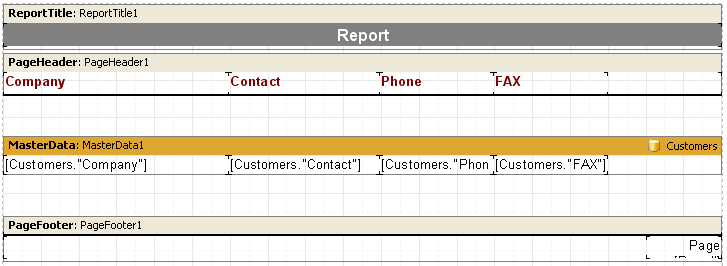 ReportTitle: ReportTitle1
Report
PageHeader: PageHeader1
Company Contact Phone FAX
MasterData: MasterData1 Customers
[Customers."Company"] [Customers."Contact"] [Customers."Phon [Customers."FAX"]
PageFooter: PageFooter1
Page